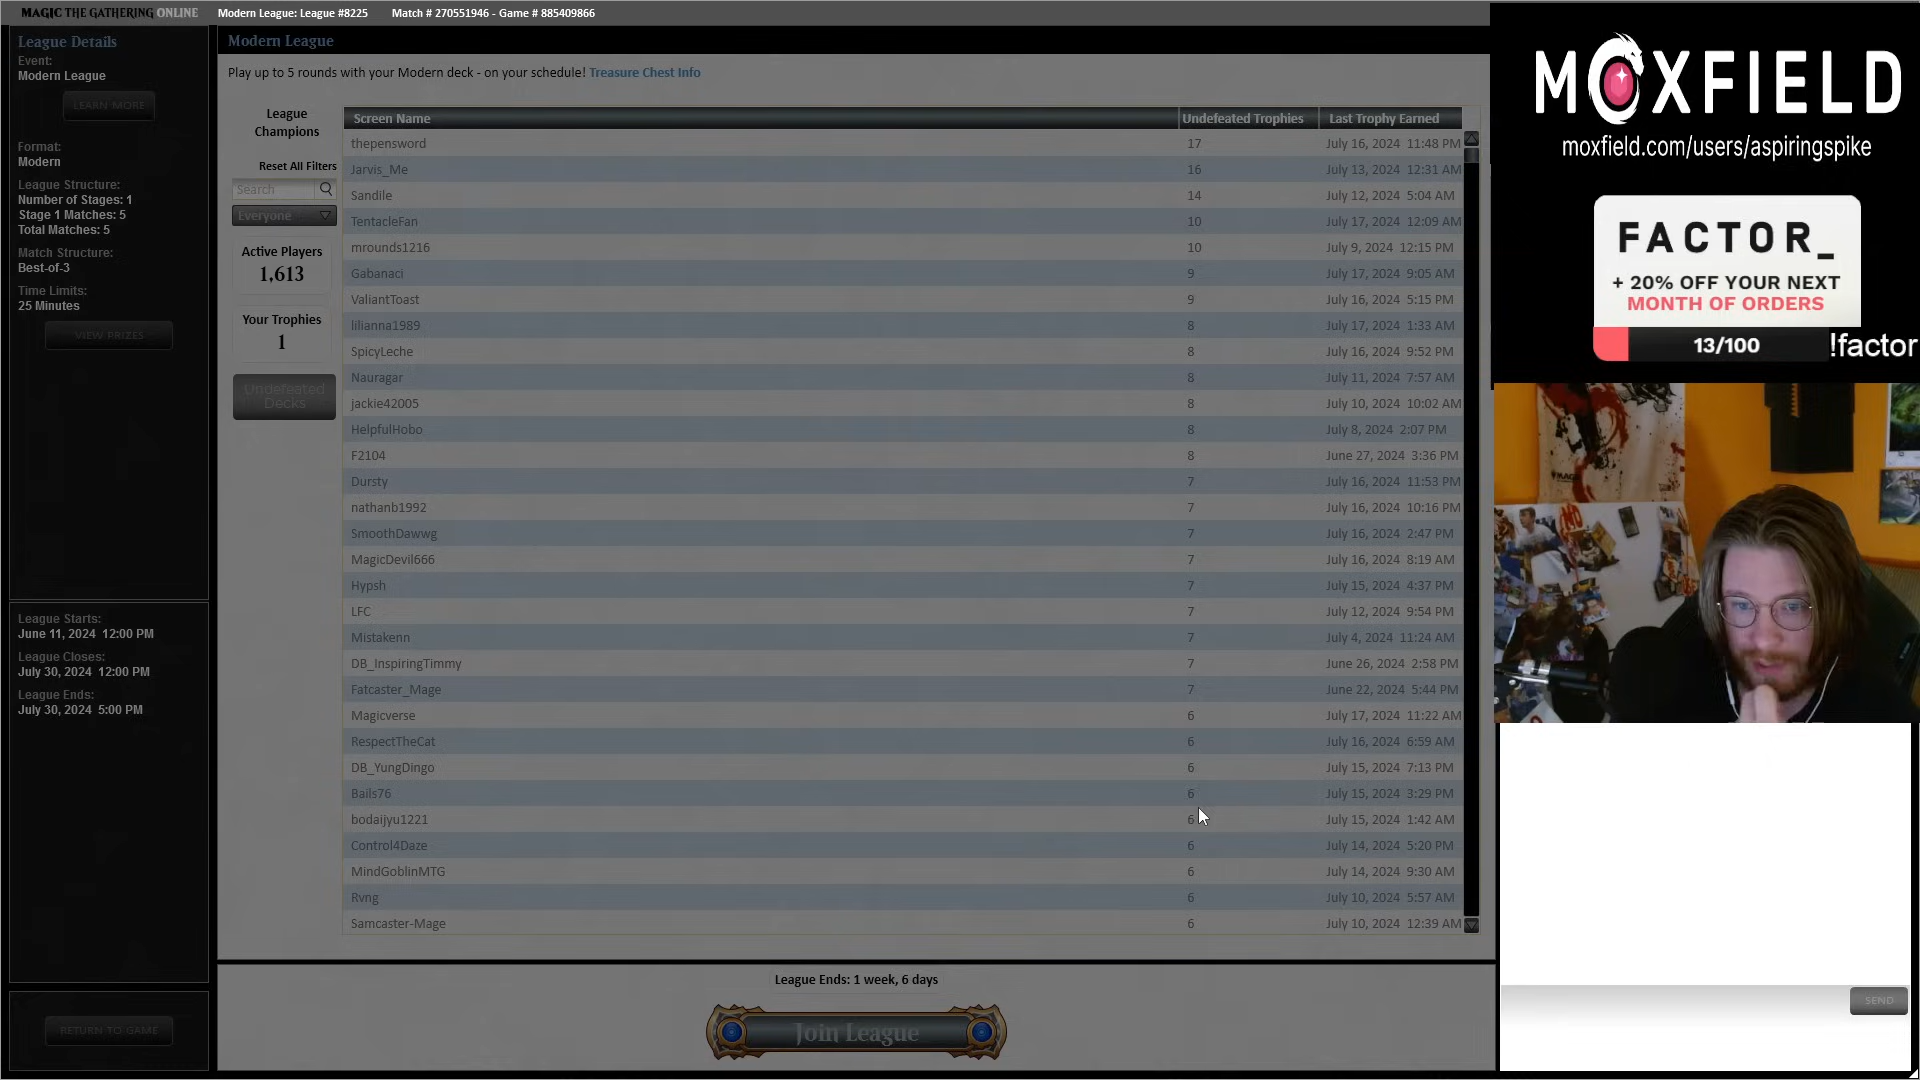 MAGIC THE GATHERING ONLINE
Modern League: League #8225
Match # 270551946 - Game # 885409866
League Details
Event:
Modern League
LEARN MORE
Format:
Modern
League Structure:
Number of Stages: 1
Stage 1 Matches: 5
Total Matches: 5
Match Structure:
Best-of-3
Time Limits:
25 Minutes
VIEW PRIZES
League Starts:
June 11, 2024 12:00 PM
League Closes:
July 30, 2024 12:00 PM
League Ends:
July 30, 2024 5:00 PM
RETURN TO GAME
Modern League
Play up to 5 rounds with your Modern deck - on your schedule! Treasure Chest Info
League
Champions
Reset All Filters
Search
Everyone
Active Players
1,613
Your Trophies
1
Undefeated
Decks
Screen Name Undefeated Trophies Last Trophy Earned
thepensword 17 July 16, 2024 11:48 PM
Jarvis_Me 16 July 13, 2024 12:31 AM
Sandile 14 July 12, 2024 5:04 AM
TentacleFan 10 July 17, 2024 12:09 AM
mrounds1216 10 July 9, 2024 12:15 PM
Gabanaci 9 July 17, 2024 9:05 AM
ValiantToast 9 July 16, 2024 5:15 PM
lilianna1989 8 July 17, 2024 1:33 AM
SpicyLeche 8 July 16, 2024 9:52 PM
Nauragar 8 July 11, 2024 7:57 AM
jackie42005 8 July 10, 2024 10:02 AM
HelpfulHobo 8 July 8, 2024 2:07 PM
F2104 8 June 27, 2024 3:36 PM
Dursty 7 July 16, 2024 11:53 PM
nathanb1992 7 July 16, 2024 10:16 PM
SmoothDawwg 7 July 16, 2024 2:47 PM
MagicDevil666 7 July 16, 2024 8:19 AM
Hypsh 7 July 15, 2024 4:37 PM
LFC 7 July 12, 2024 9:54 PM
Mistakenn 7 July 4, 2024 11:24 AM
DB_InspiringTimmy 7 June 26, 2024 2:58 PM
Fatcaster_Mage 7 June 22, 2024 5:44 PM
Magicverse 6 July 17, 2024 11:22 AM
RespectTheCat 6 July 16, 2024 6:59 AM
DB_YungDingo 6 July 15, 2024 7:13 PM
Bails76 6 July 15, 2024 3:29 PM
bodaijyu1221 6 July 15, 2024 1:42 AM
Control4Daze 6 July 14, 2024 5:20 PM
MindGoblinMTG 6 July 14, 2024 9:30 AM
Rvng 6 July 10, 2024 5:57 AM
Samcaster-Mage 6 July 10, 2024 12:39 AM
League Ends: 1 week, 6 days
Join League
MOXFIELD
moxfield.com/users/aspiringspike
FACTOR_
+ 20% OFF YOUR NEXT
MONTH OF ORDERS
13/100
!factor
SEND